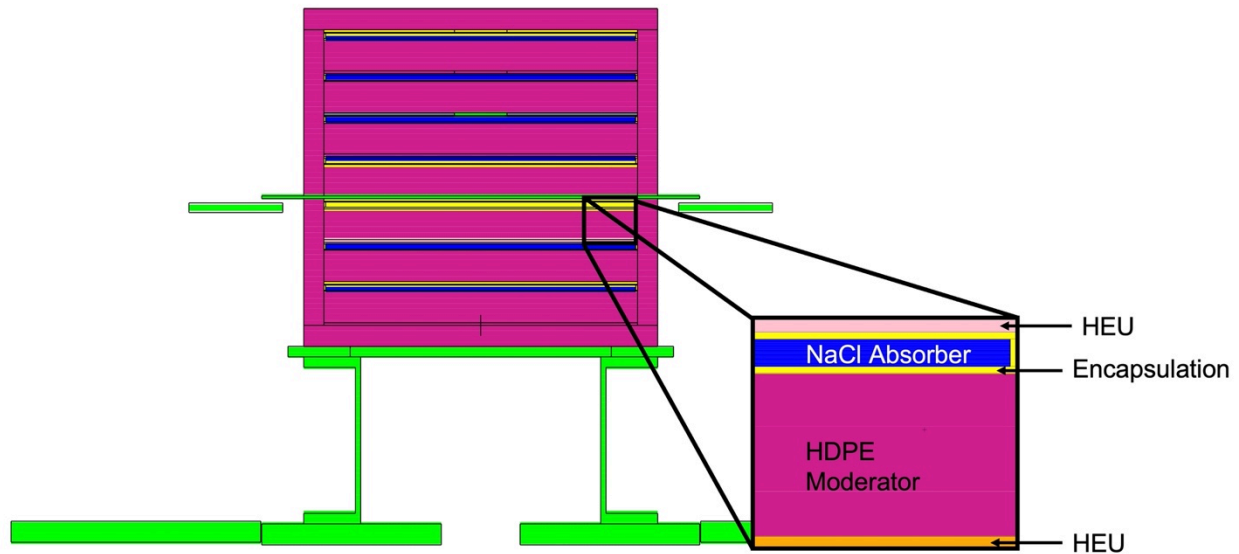 HEU
NaCl Absorber
Encapsulation
HDPE
Moderator
HEU